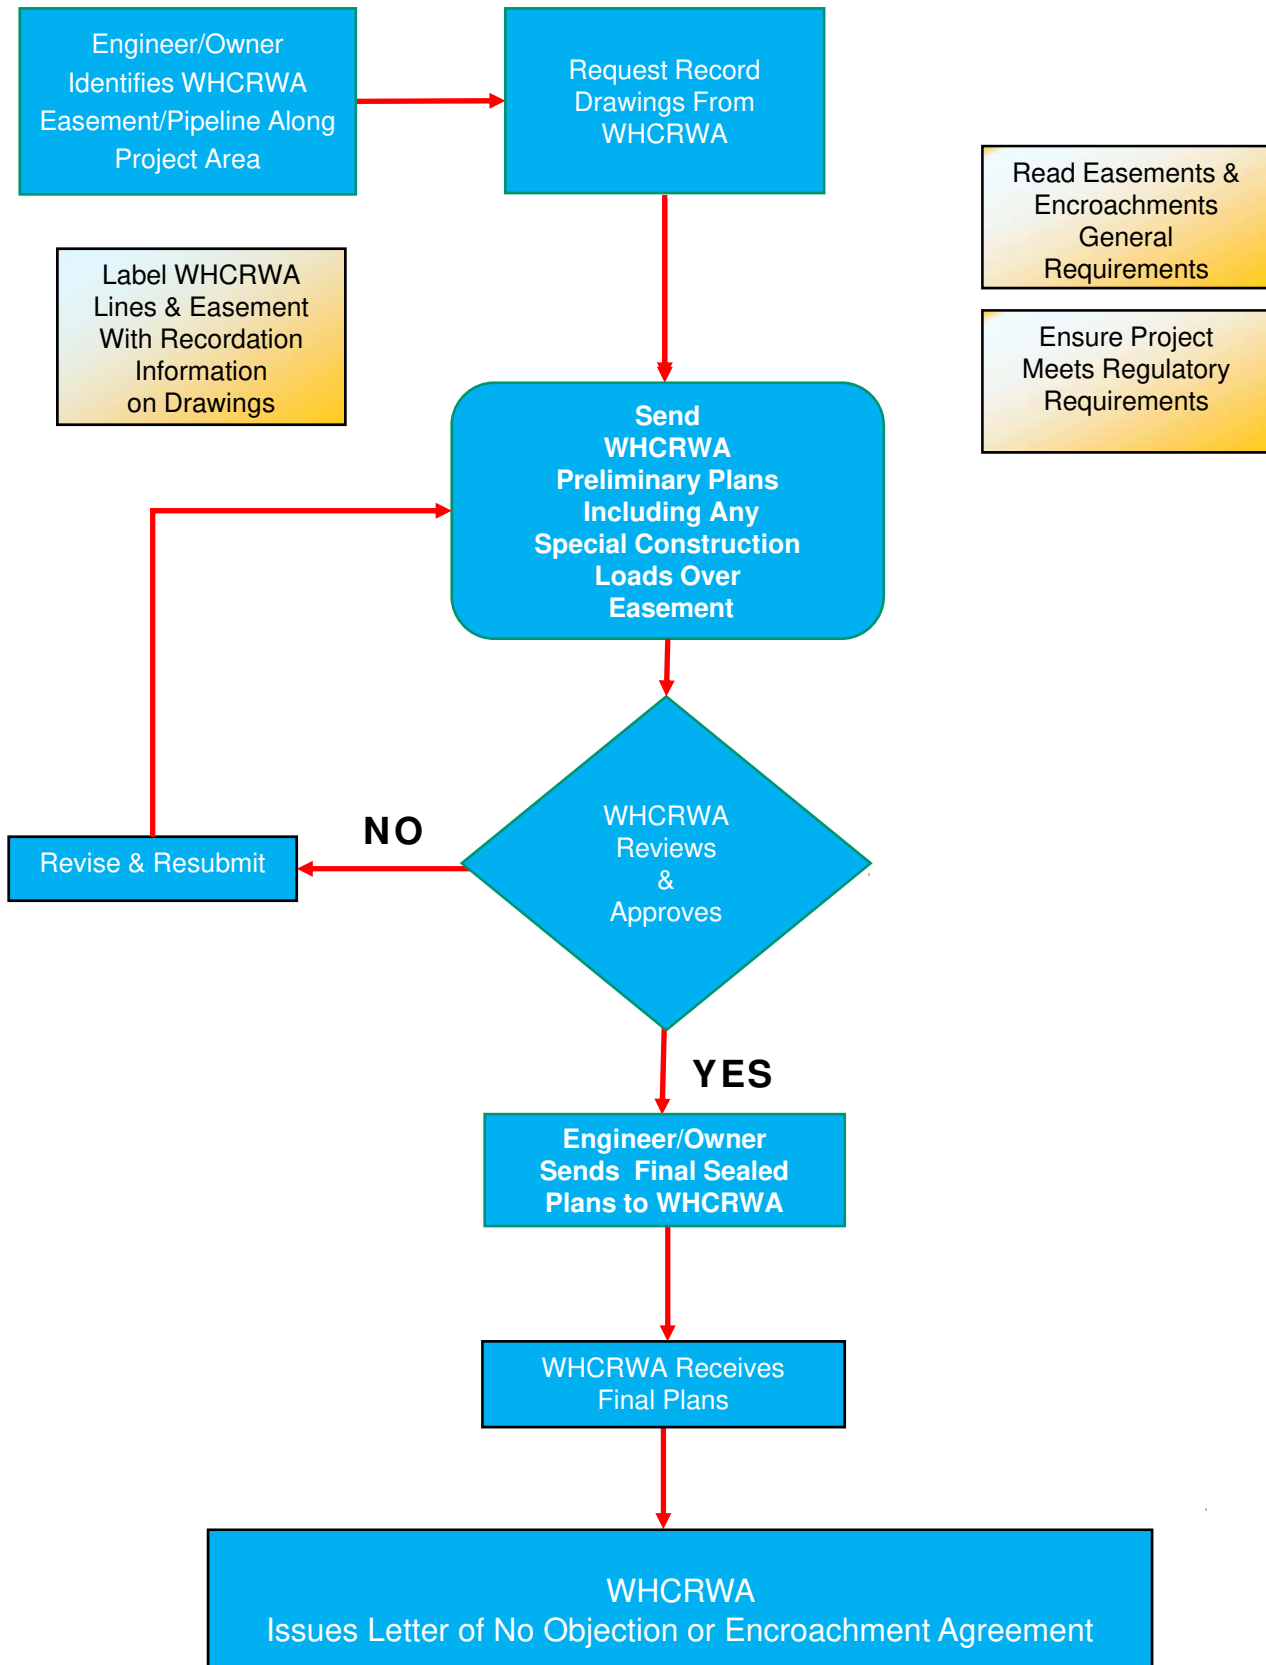 Engineer/Owner
Identifies WHCRWA
Easement/Pipeline Along
Project Area
Request Record
Drawings From
WHCRWA
Read Easements &
Encroachments
General
Requirements
Label WHCRWA
Lines & Easement
With Recordation
Information
on Drawings
Ensure Project
Meets Regulatory
Requirements
Send
WHCRWA
Preliminary Plans
Including Any
Special Construction
Loads Over
Easement
WHCRWA
Reviews
&
Approves
NO
Revise & Resubmit
YES
Engineer/Owner
Sends Final Sealed
Plans to WHCRWA
WHCRWA Receives
Final Plans
WHCRWA
Issues Letter of No Objection or Encroachment Agreement